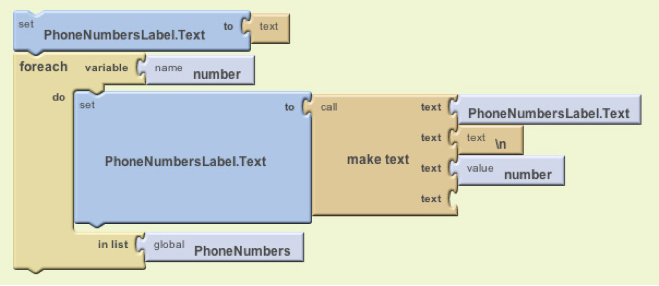 set PhoneNumbersLabel.Text to text
foreach variable name number
do set PhoneNumbersLabel.Text to call make text
text PhoneNumbersLabel.Text
text text \n
text value number
text
in list global PhoneNumbers